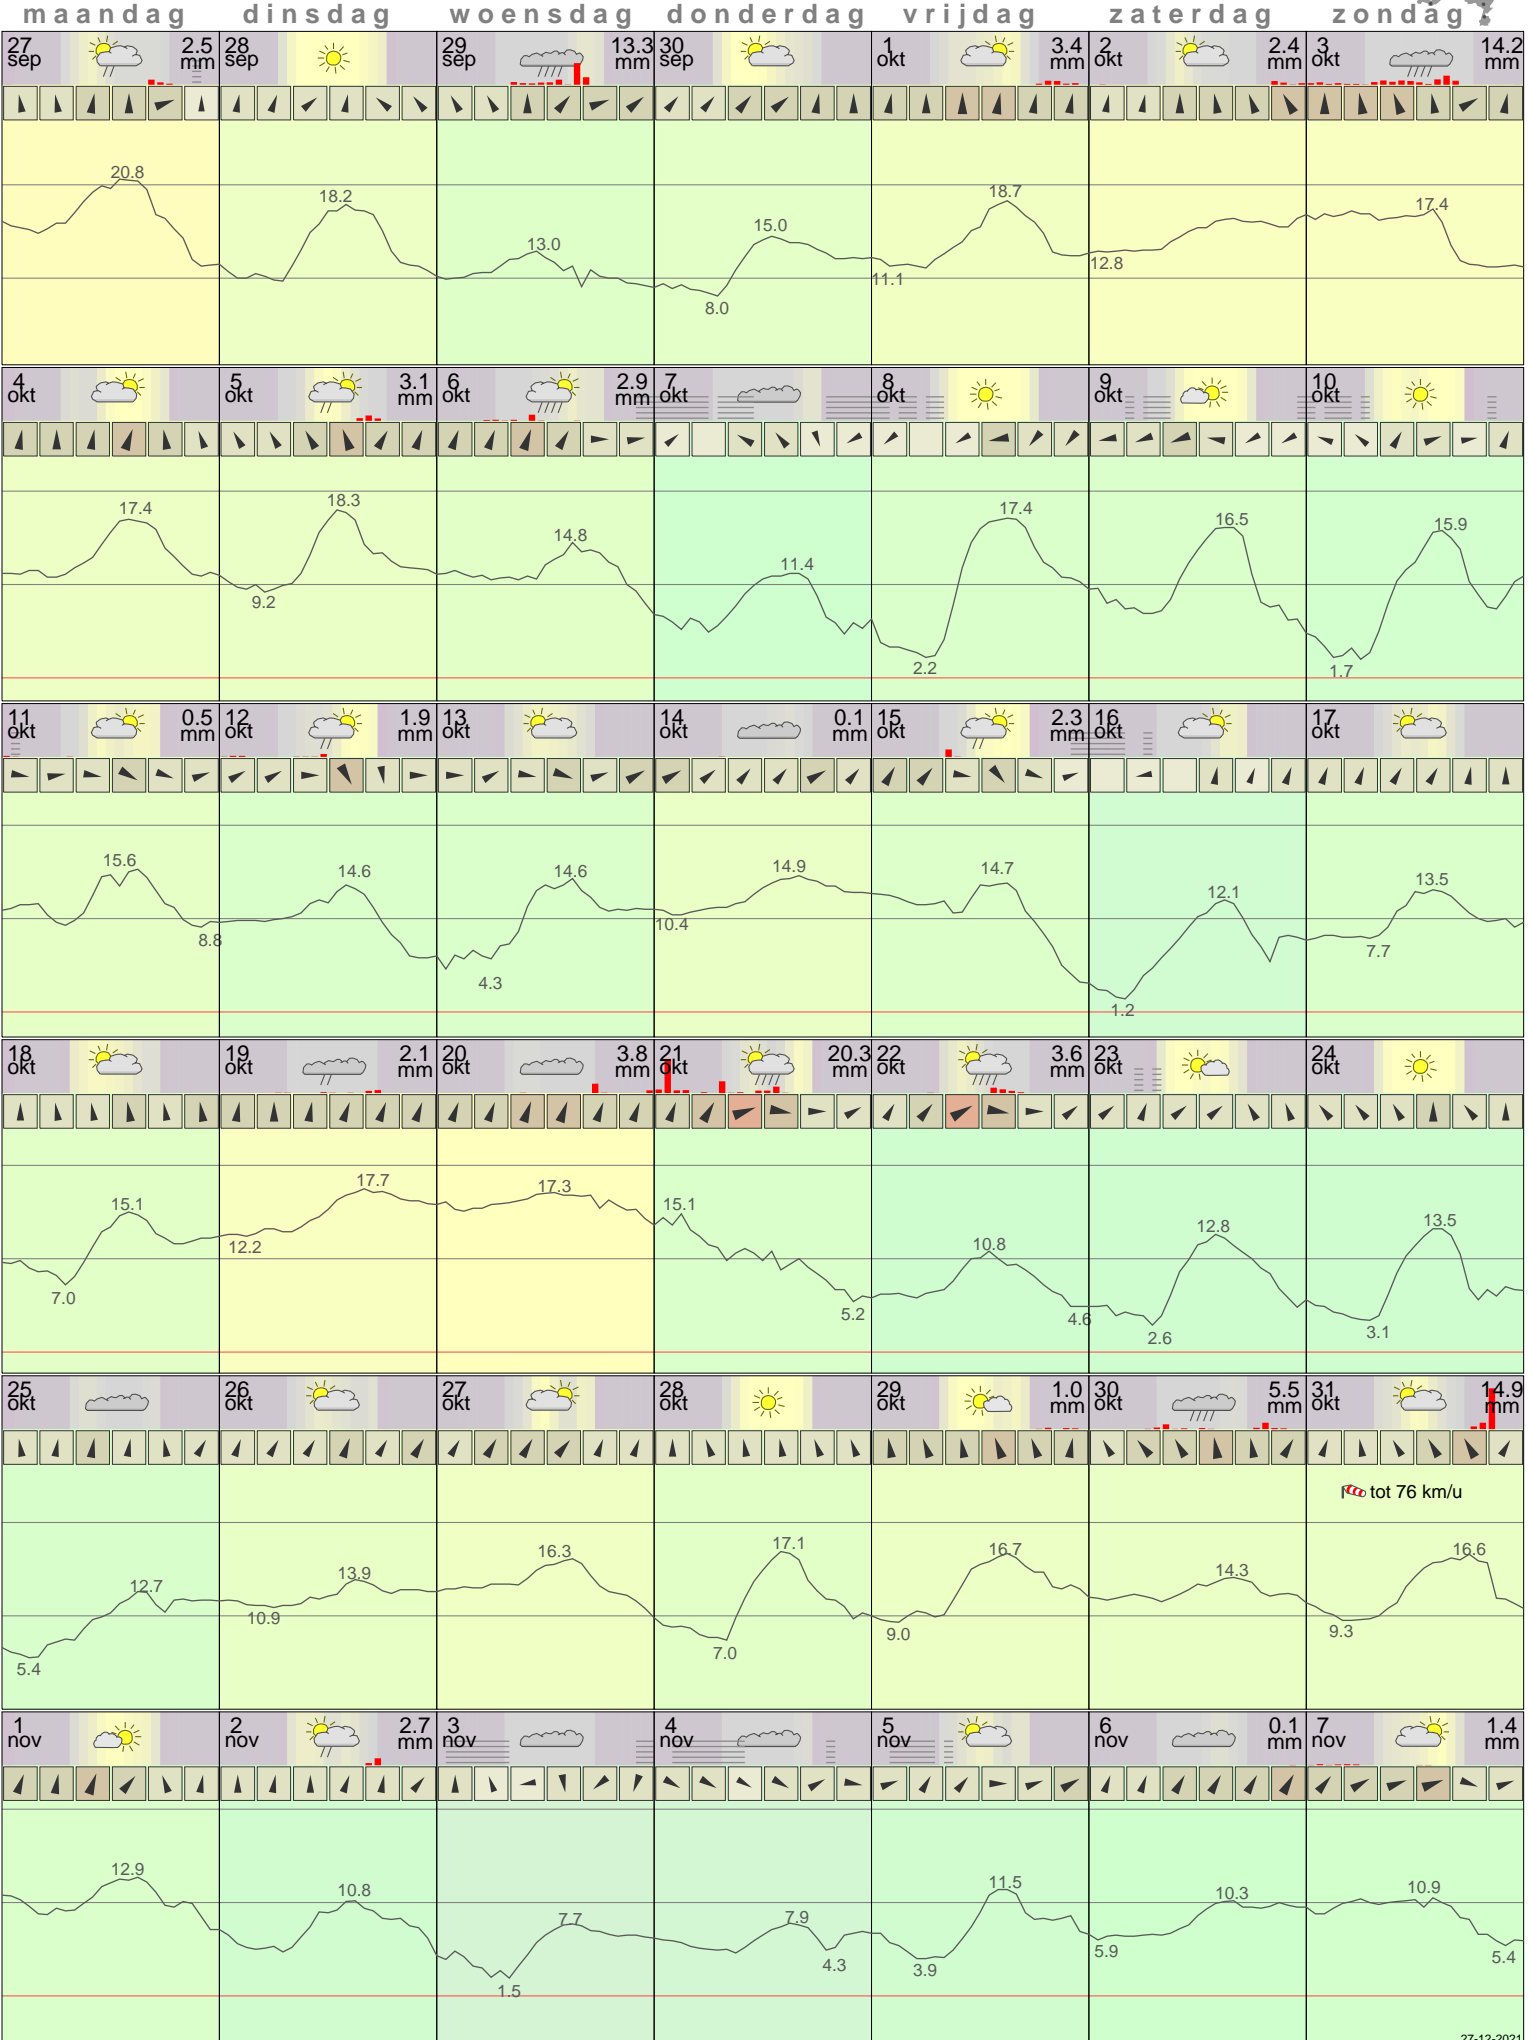 maandag dinsdag woensdag donderdag vrijdag zaterdag zondag
27 sep 2.5 mm 28 sep 29 sep 13.3 mm 30 sep 1 okt 3.4 mm 2 okt 2.4 mm 3 okt 14.2 mm
20.8 18.2 13.0 15.0 8.0 11.1 18.7 12.8 17.4
4 okt 5 okt 3.1 mm 6 okt 2.9 mm 7 okt 8 okt 9 okt 10 okt
17.4 9.2 18.3 14.8 11.4 2.2 17.4 16.5 1.7 15.9
11 okt 0.5 mm 12 okt 1.9 mm 13 okt 14 okt 0.1 mm 15 okt 2.3 mm 16 okt 17 okt
15.6 8.8 14.6 4.3 14.6 10.4 14.9 14.7 1.2 12.1 7.7 13.5
18 okt 19 okt 2.1 mm 20 okt 3.8 mm 21 okt 20.3 mm 22 okt 3.6 mm 23 okt 24 okt
7.0 15.1 12.2 17.7 17.3 15.1 5.2 10.8 4.6 2.6 12.8 3.1 13.5
25 okt 26 okt 27 okt 28 okt 29 okt 1.0 mm 30 okt 5.5 mm 31 okt 14.9 mm
tot 76 km/u
5.4 12.7 10.9 13.9 16.3 7.0 17.1 9.0 16.7 14.3 9.3 16.6
1 nov 2 nov 2.7 mm 3 nov 4 nov 5 nov 6 nov 0.1 mm 7 nov 1.4 mm
12.9 10.8 1.5 7.7 7.9 4.3 3.9 11.5 5.9 10.3 10.9 5.4
27-12-2021